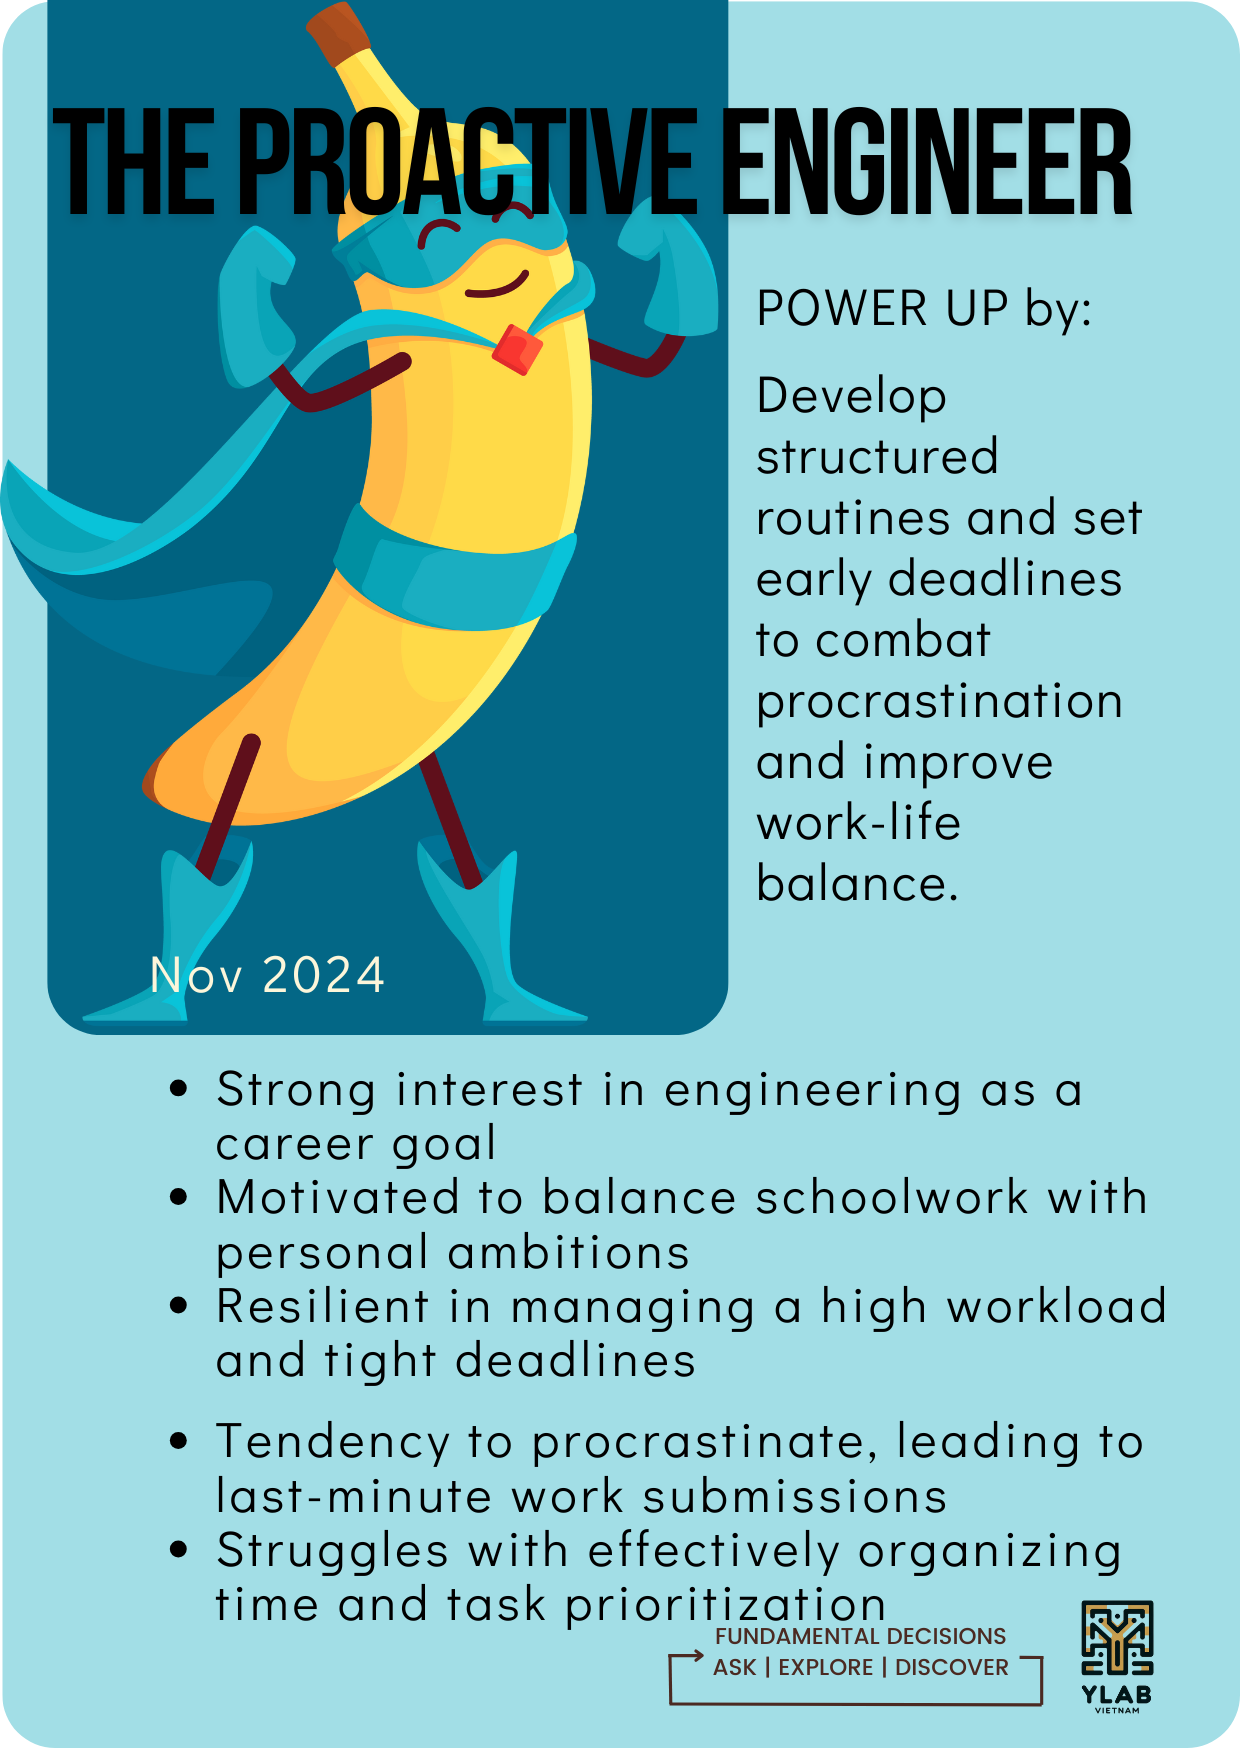 THE PROACTIVE ENGINEER
POWER UP by:
Develop
structured
routines and set
early deadlines
to combat
procrastination
and improve
work-life
balance.
Nov 2024
• Strong interest in engineering as a
career goal
• Motivated to balance schoolwork with
personal ambitions
• Resilient in managing a high workload
and tight deadlines
• Tendency to procrastinate, leading to
last-minute work submissions
• Struggles with effectively organizing
time and task prioritization
FUNDAMENTAL DECISIONS
ASK | EXPLORE | DISCOVER
YLAB
VIETNAM